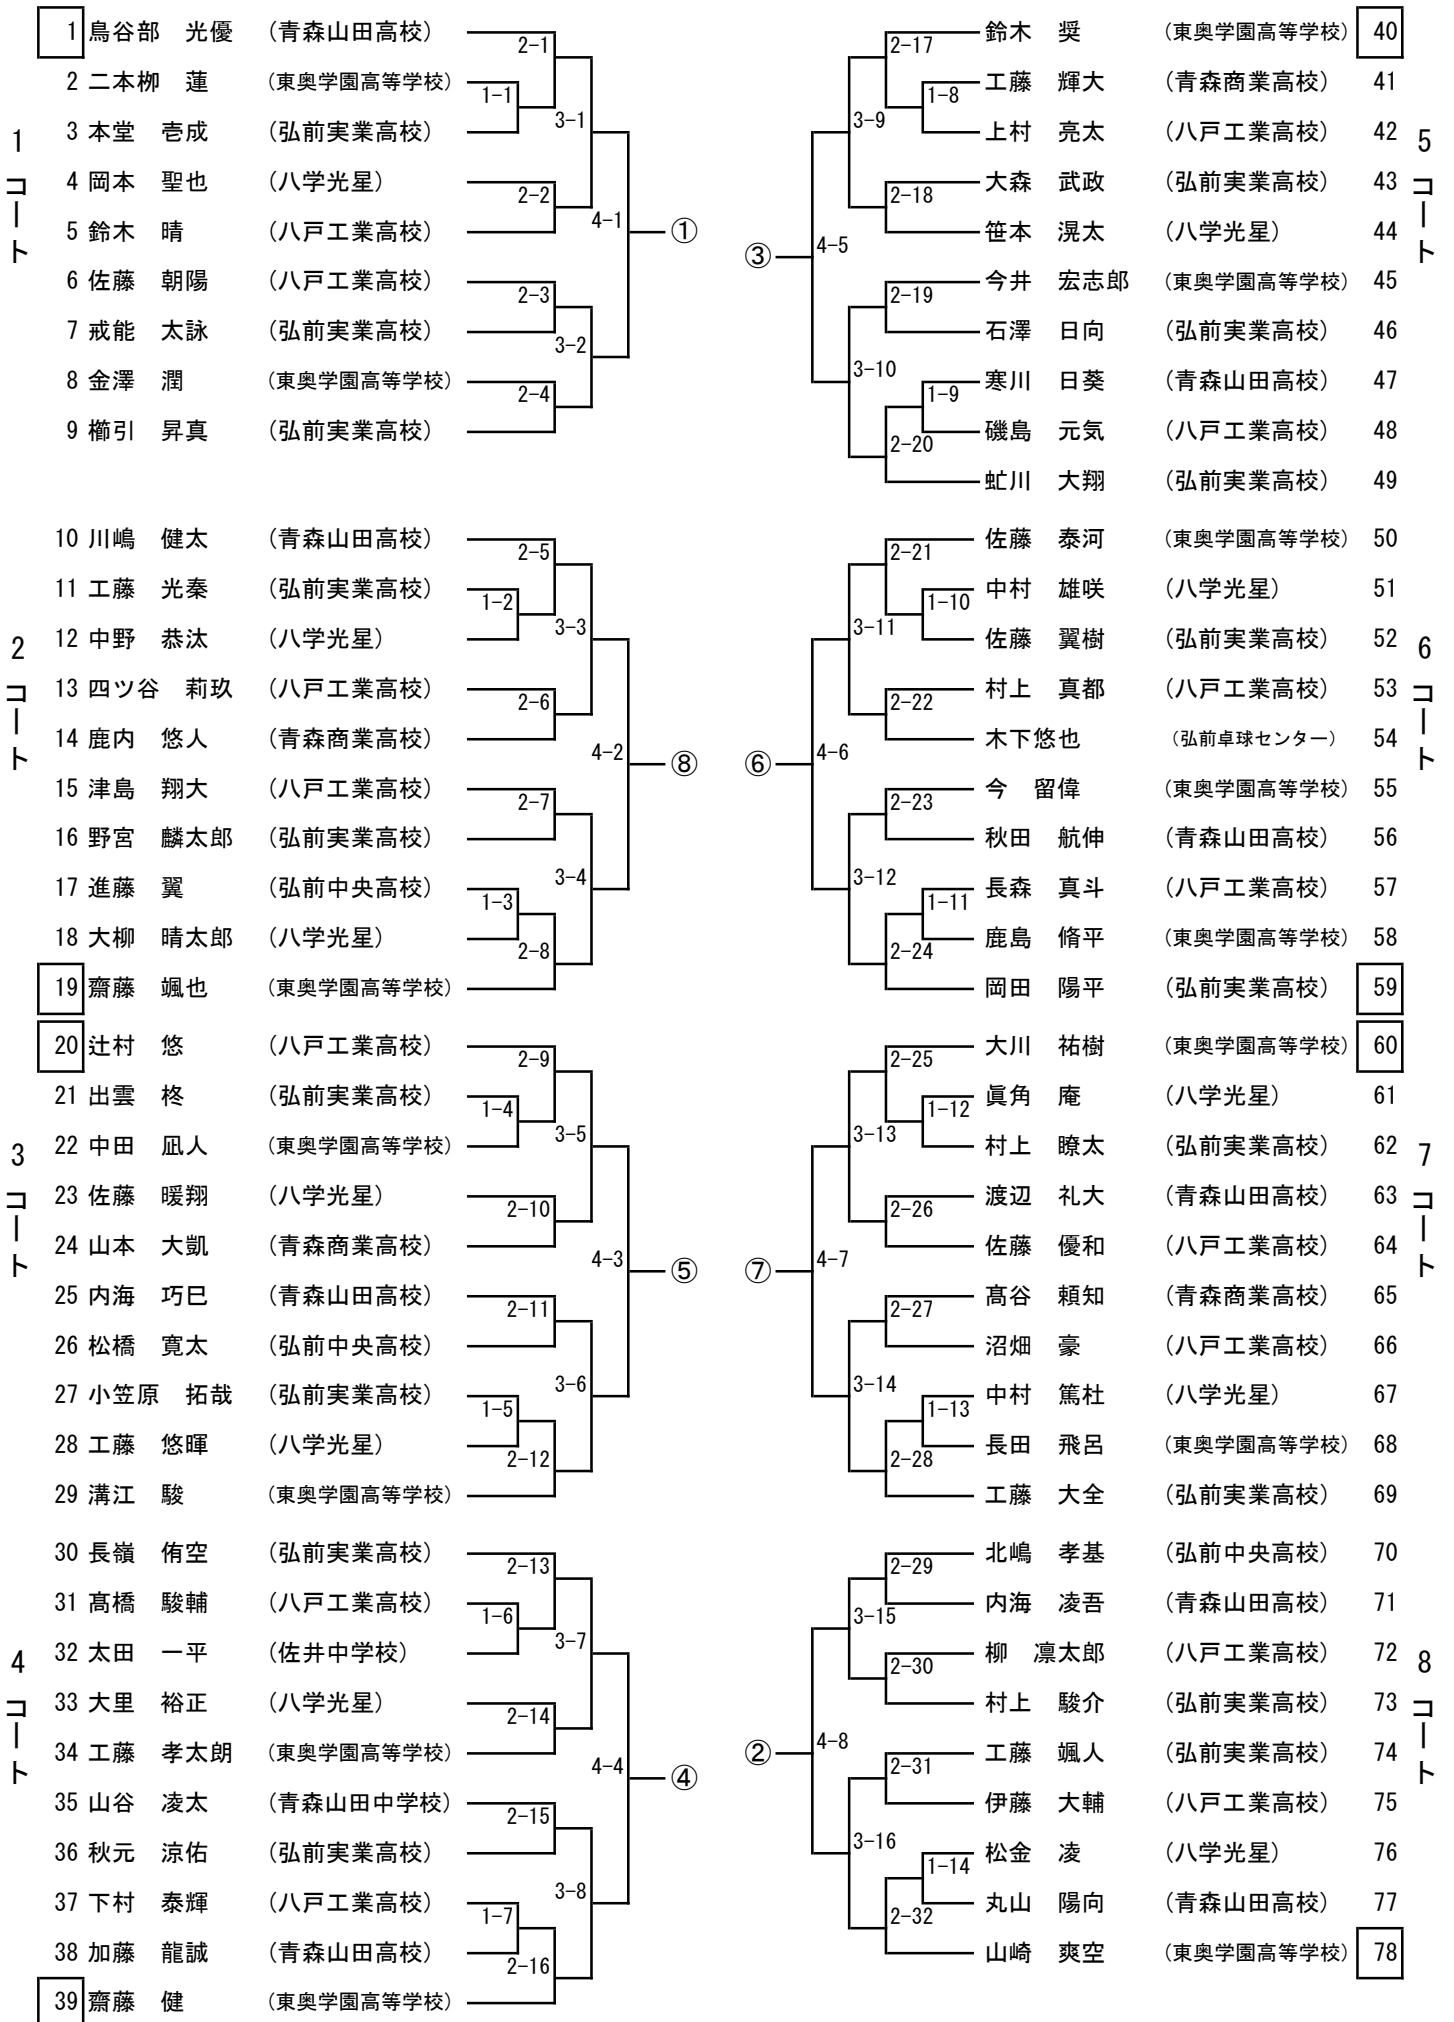 1コート
1 鳥谷部 光優 (青森山田高校)
2 二本栁 蓮 (東奥学園高等学校)
3 本堂 壱成 (弘前実業高校)
4 岡本 聖也 (八学光星)
5 鈴木 晴 (八戸工業高校)
6 佐藤 朝陽 (八戸工業高校)
7 戒能 太詠 (弘前実業高校)
8 金澤 潤 (東奥学園高等学校)
9 櫛引 昇真 (弘前実業高校)
2-1
1-1
3-1
2-2
4-1
2-3
3-2
2-4
①
2コート
10 川嶋 健太 (青森山田高校)
11 工藤 光秦 (弘前実業高校)
12 中野 恭汰 (八学光星)
13 四ツ谷 莉玖 (八戸工業高校)
14 鹿内 悠人 (青森商業高校)
15 津島 翔大 (八戸工業高校)
16 野宮 麟太郎 (弘前実業高校)
17 進藤 翼 (弘前中央高校)
18 大柳 晴太郎 (八学光星)
19 齋藤 颯也 (東奥学園高等学校)
2-5
1-2
3-3
2-6
4-2
2-7
3-4
1-3
2-8
⑧
3コート
20 辻村 悠 (八戸工業高校)
21 出雲 柊 (弘前実業高校)
22 中田 凪人 (東奥学園高等学校)
23 佐藤 暖翔 (八学光星)
24 山本 大凱 (青森商業高校)
25 内海 巧巳 (青森山田高校)
26 松橋 寛太 (弘前中央高校)
27 小笠原 拓哉 (弘前実業高校)
28 工藤 悠暉 (八学光星)
29 溝江 駿 (東奥学園高等学校)
2-9
1-4
3-5
2-10
4-3
2-11
3-6
1-5
2-12
⑤
4コート
30 長嶺 侑空 (弘前実業高校)
31 髙橋 駿輔 (八戸工業高校)
32 太田 一平 (佐井中学校)
33 大里 裕正 (八学光星)
34 工藤 孝太朗 (東奥学園高等学校)
35 山谷 凌太 (青森山田中学校)
36 秋元 涼佑 (弘前実業高校)
37 下村 泰輝 (八戸工業高校)
38 加藤 龍誠 (青森山田高校)
39 齋藤 健 (東奥学園高等学校)
2-13
1-6
3-7
2-14
4-4
2-15
3-8
1-7
2-16
④
5コート
鈴木 奨 (東奥学園高等学校) 40
工藤 輝大 (青森商業高校) 41
上村 亮太 (八戸工業高校) 42
大森 武政 (弘前実業高校) 43
笹本 滉太 (八学光星) 44
今井 宏志郎 (東奥学園高等学校) 45
石澤 日向 (弘前実業高校) 46
寒川 日葵 (青森山田高校) 47
磯島 元気 (八戸工業高校) 48
虻川 大翔 (弘前実業高校) 49
2-17
1-8
3-9
2-18
4-5
2-19
3-10
1-9
2-20
③
6コート
佐藤 泰河 (東奥学園高等学校) 50
中村 雄咲 (八学光星) 51
佐藤 翼樹 (弘前実業高校) 52
村上 真都 (八戸工業高校) 53
木下悠也 (弘前卓球センター) 54
今 留偉 (東奥学園高等学校) 55
秋田 航伸 (青森山田高校) 56
長森 真斗 (八戸工業高校) 57
鹿島 脩平 (東奥学園高等学校) 58
岡田 陽平 (弘前実業高校) 59
2-21
1-10
3-11
2-22
4-6
2-23
3-12
1-11
2-24
⑥
7コート
大川 祐樹 (東奥学園高等学校) 60
眞角 庵 (八学光星) 61
村上 暸太 (弘前実業高校) 62
渡辺 礼大 (青森山田高校) 63
佐藤 優和 (八戸工業高校) 64
髙谷 頼知 (青森商業高校) 65
沼畑 豪 (八戸工業高校) 66
中村 篤杜 (八学光星) 67
長田 飛呂 (東奥学園高等学校) 68
工藤 大全 (弘前実業高校) 69
2-25
1-12
3-13
2-26
4-7
2-27
3-14
1-13
2-28
⑦
8コート
北嶋 孝基 (弘前中央高校) 70
内海 凌吾 (青森山田高校) 71
柳 凛太郎 (八戸工業高校) 72
村上 駿介 (弘前実業高校) 73
工藤 颯人 (弘前実業高校) 74
伊藤 大輔 (八戸工業高校) 75
松金 凌 (八学光星) 76
丸山 陽向 (青森山田高校) 77
山崎 爽空 (東奥学園高等学校) 78
2-29
3-15
2-30
4-8
2-31
3-16
1-14
2-32
②